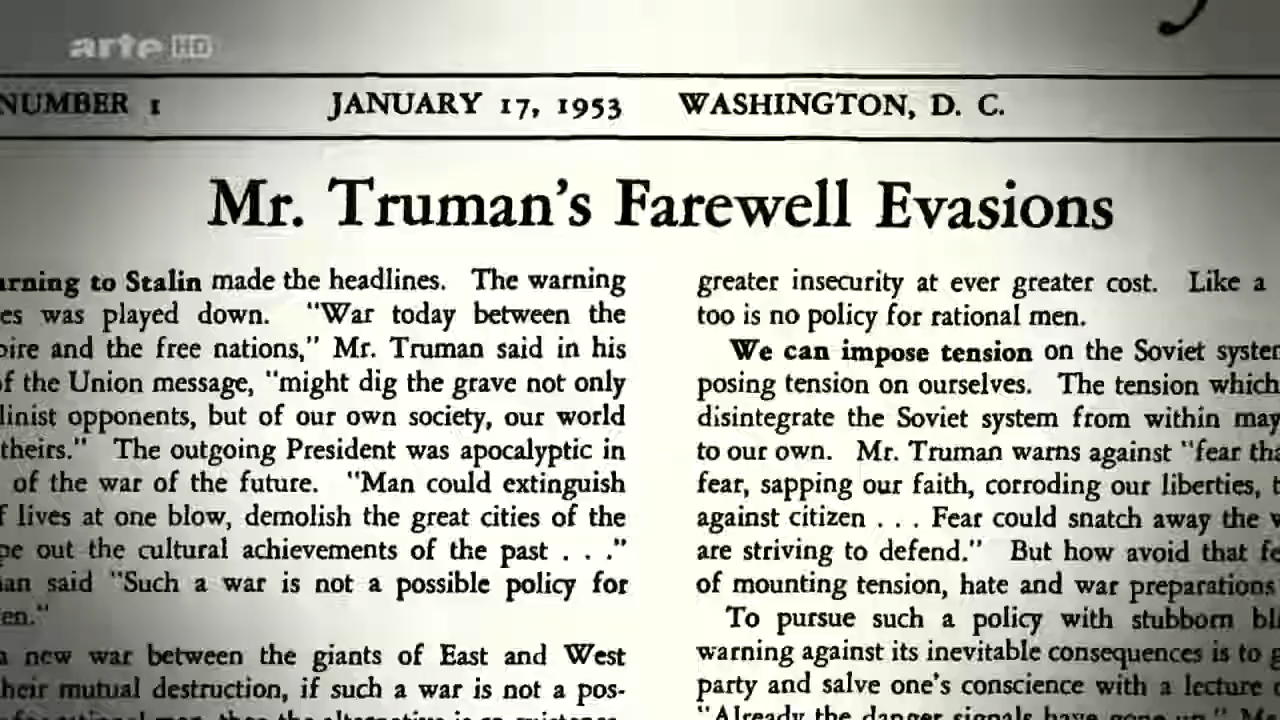 arte HD
NUMBER 1 JANUARY 17, 1953 WASHINGTON, D. C.
Mr. Truman's Farewell Evasions
arning to Stalin made the headlines. The warning
es was played down. "War today between the
pire and the free nations," Mr. Truman said in his
of the Union message, "might dig the grave not only
linist opponents, but of our own society, our world
theirs." The outgoing President was apocalyptic in
of the war of the future. "Man could extinguish
f lives at one blow, demolish the great cities of the
pe out the cultural achievements of the past . . ."
an said "Such a war is not a possible policy for
en."
a new war between the giants of East and West
heir mutual destruction, if such a war is not a pos-
greater insecurity at ever greater cost. Like a
too is no policy for rational men.
We can impose tension on the Soviet system
posing tension on ourselves. The tension which
disintegrate the Soviet system from within may
to our own. Mr. Truman warns against "fear tha
fear, sapping our faith, corroding our liberties, t
against citizen . . . Fear could snatch away the v
are striving to defend." But how avoid that fe
of mounting tension, hate and war preparations
To pursue such a policy with stubborn bli
warning against its inevitable consequences is to g
party and salve one's conscience with a lecture
"Already the danger signals have gone up,"